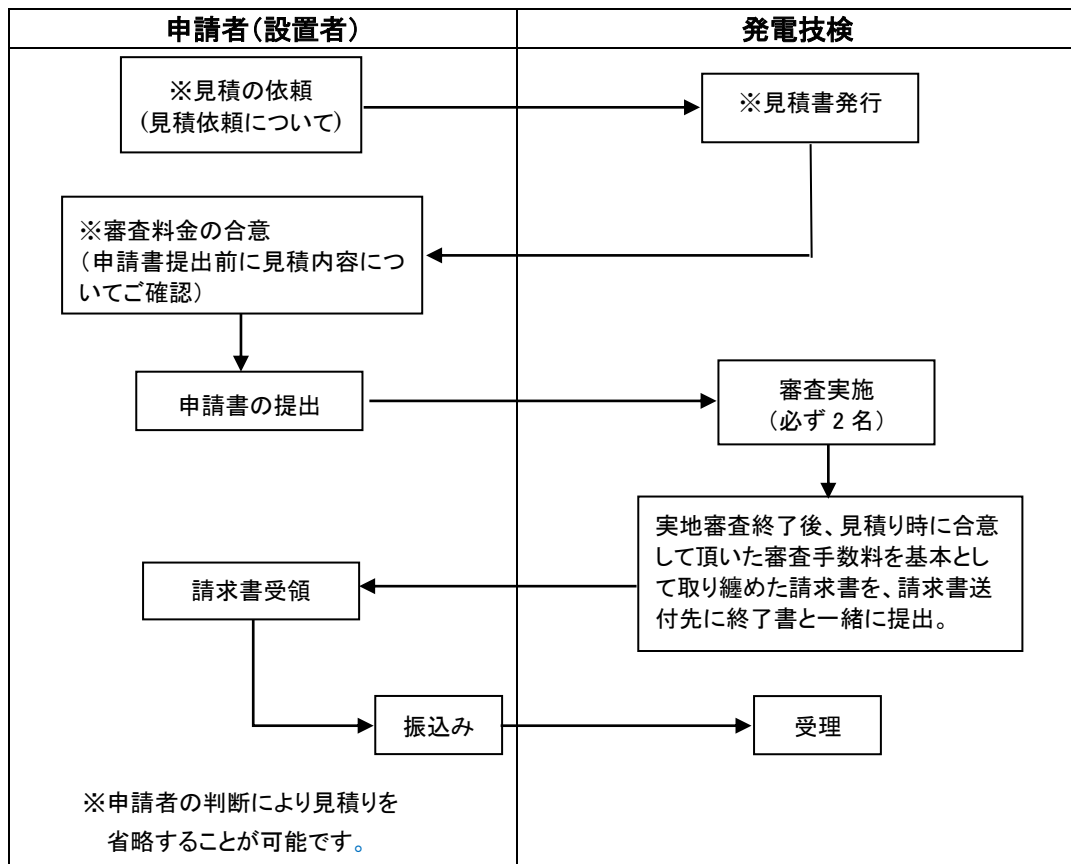 申請者（設置者）
発電技検
※見積の依頼
(見積依頼について)
※見積書発行
※審査料金の合意
（申請書提出前に見積内容につ
いてご確認）
申請書の提出
審査実施
（必ず 2 名）
実地審査終了後、見積り時に合意
して頂いた審査手数料を基本とし
て取り纏めた請求書を、請求書送
付先に終了書と一緒に提出。
請求書受領
振込み
受理
※申請者の判断により見積りを
省略することが可能です。